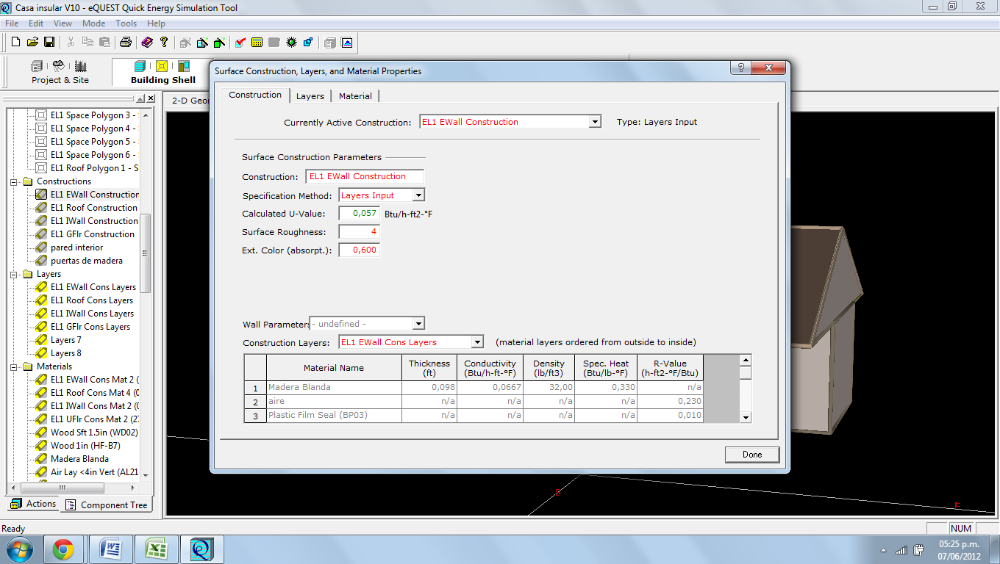 Casa insular V10 - eQUEST Quick Energy Simulation Tool
File Edit View Mode Tools Help
Project & Site
Building Shell
2-D Geo
EL1 Space Polygon 3 -
EL1 Space Polygon 4 -
EL1 Space Polygon 5 -
EL1 Space Polygon 6 -
EL1 Roof Polygon 1 - S
Constructions
EL1 EWall Construction
EL1 Roof Construction
EL1 IWall Construction
EL1 GFlr Construction
pared interior
puertas de madera
Layers
EL1 EWall Cons Layers
EL1 Roof Cons Layers
EL1 IWall Cons Layers
EL1 GFlr Cons Layers
Layers 7
Layers 8
Materials
EL1 EWall Cons Mat 2 (
EL1 Roof Cons Mat 4 (0
EL1 IWall Cons Mat 2 (0
EL1 UFlr Cons Mat 2 (27
Wood Sft 1.5in (WD02)
Wood 1in (HF-B7)
Madera Blanda
Air Lay <4in Vert (AL21
Actions
Component Tree
Surface Construction, Layers, and Material Properties
Construction Layers Material
Currently Active Construction: EL1 EWall Construction Type: Layers Input
Surface Construction Parameters
Construction: EL1 EWall Construction
Specification Method: Layers Input
Calculated U-Value: 0,057 Btu/h-ft2-°F
Surface Roughness: 4
Ext. Color (absorpt.): 0,600
Wall Parameters - undefined -
Construction Layers: EL1 EWall Cons Layers (material layers ordered from outside to inside)
Material Name Thickness (ft) Conductivity (Btu/h-ft-°F) Density (lb/ft3) Spec. Heat (Btu/lb-°F) R-Value (h-ft2-°F/Btu)
1 Madera Blanda 0,098 0,0667 32,00 0,330 n/a
2 aire n/a n/a n/a n/a 0,230
3 Plastic Film Seal (BP03) n/a n/a n/a n/a 0,010
Done
Ready
NUM
05:25 p.m.
07/06/2012